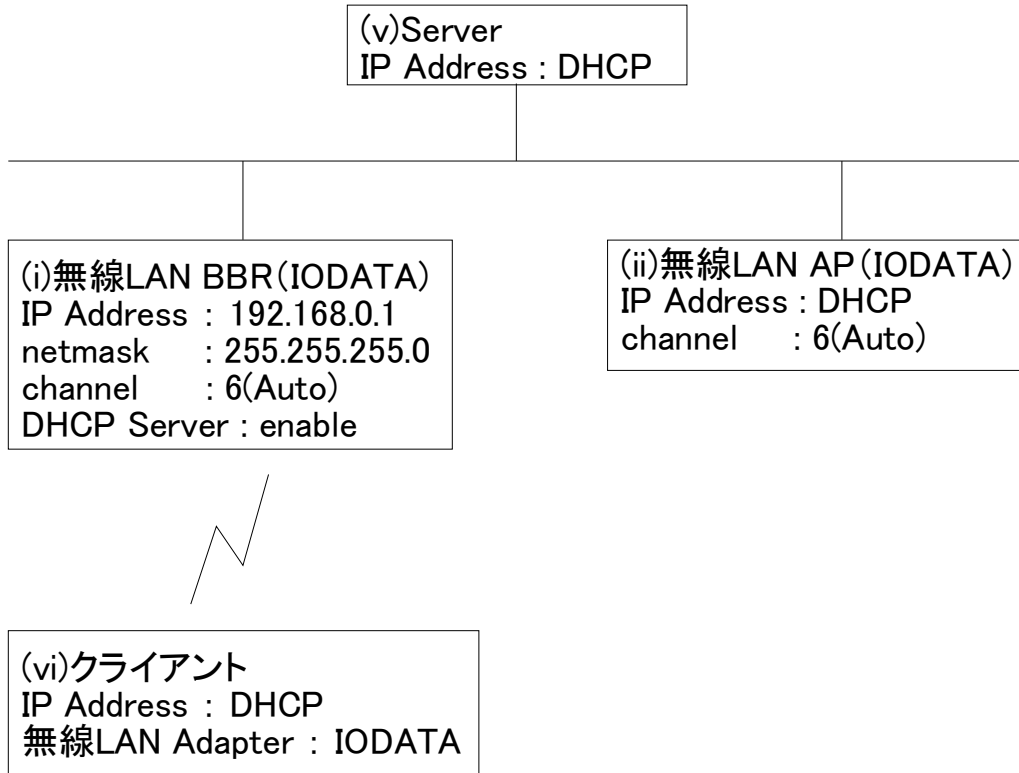 (v)Server
IP Address : DHCP
(i)無線LAN BBR(IODATA)
IP Address : 192.168.0.1
netmask : 255.255.255.0
channel : 6(Auto)
DHCP Server : enable
(ii)無線LAN AP(IODATA)
IP Address : DHCP
channel : 6(Auto)
(vi)クライアント
IP Address : DHCP
無線LAN Adapter : IODATA